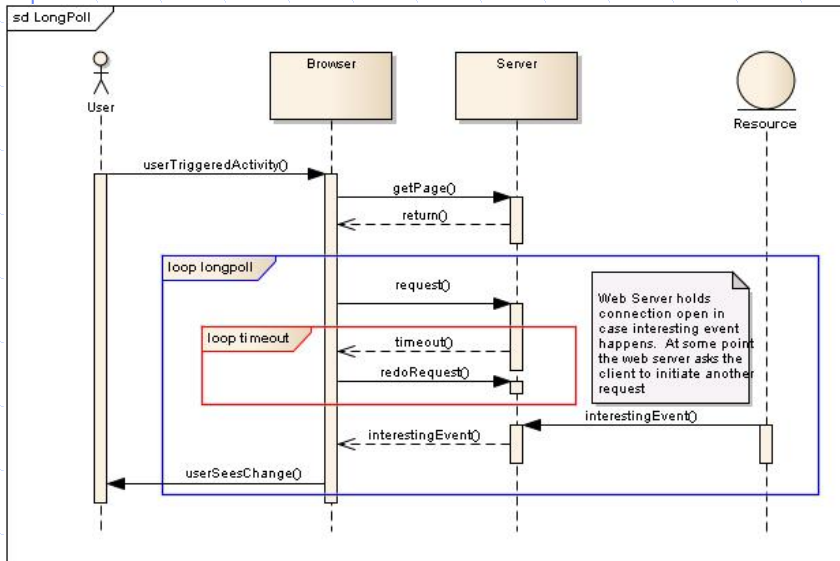 sd LongPoll
User
Browser
Server
Resource
userTriggeredActivity()
getPage()
return()
loop longpoll
request()
Web Server holds
connection open in
case interesting event
happens.  At some point
the web server asks the
client to initiate another
request
loop timeout
timeout()
redoRequest()
interestingEvent()
interestingEvent()
userSeesChange()